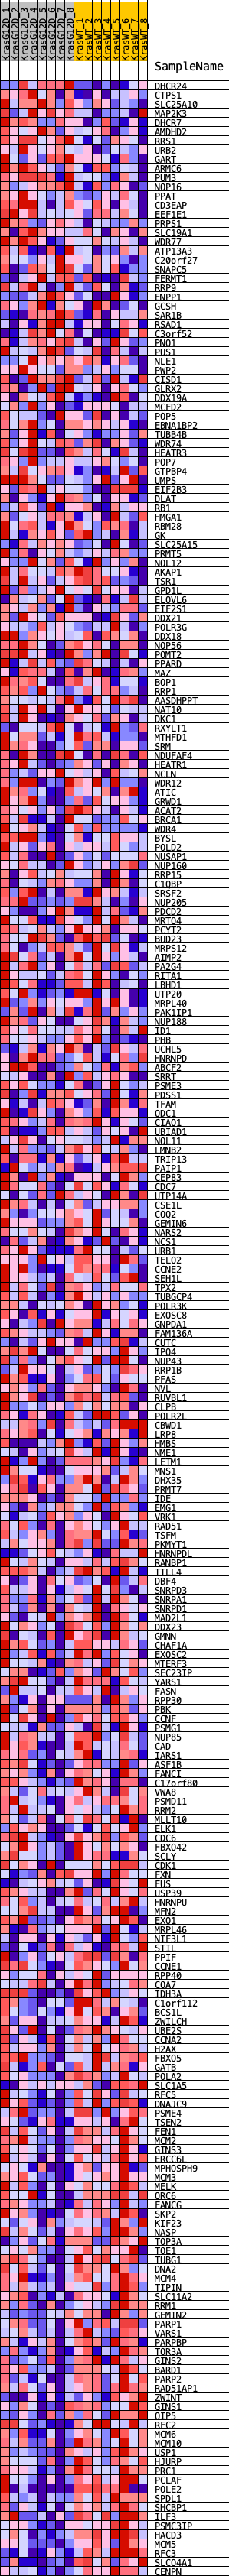 KrasG12D_1
KrasG12D_2
KrasG12D_3
KrasG12D_4
KrasG12D_5
KrasG12D_6
KrasG12D_7
KrasG12D_8
KrasWT_1
KrasWT_2
KrasWT_3
KrasWT_4
KrasWT_5
KrasWT_6
KrasWT_7
KrasWT_8
SampleName
DHCR24
CTPS1
SLC25A10
MAP2K3
DHCR7
AMDHD2
RRS1
URB2
GART
ARMC6
PUM3
NOP16
PPAT
CD3EAP
EEF1E1
PRPS1
SLC19A1
WDR77
ATP13A3
C20orf27
SNAPC5
FERMT1
RRP9
ENPP1
GCSH
SAR1B
RSAD1
C3orf52
PNO1
PUS1
NLE1
PWP2
CISD1
GLRX2
DDX19A
MCFD2
POP5
EBNA1BP2
TUBB4B
WDR74
HEATR3
POP7
GTPBP4
UMPS
EIF2B3
DLAT
RB1
HMGA1
RBM28
GK
SLC25A15
PRMT5
NOL12
AKAP1
TSR1
GPD1L
ELOVL6
EIF2S1
DDX21
POLR3G
DDX18
NOP56
POMT2
PPARD
MAZ
BOP1
RRP1
AASDHPPT
NAT10
DKC1
RXYLT1
MTHFD1
SRM
NDUFAF4
HEATR1
NCLN
WDR12
ATIC
GRWD1
ACAT2
BRCA1
WDR4
BYSL
POLD2
NUSAP1
NUP160
RRP15
C1QBP
SRSF2
NUP205
PDCD2
MRTO4
PCYT2
BUD23
MRPS12
AIMP2
PA2G4
RITA1
LBHD1
UTP20
MRPL40
PAK1IP1
NUP188
ID1
PHB
UCHL5
HNRNPD
ABCF2
SRRT
PSME3
PDSS1
TFAM
ODC1
CIAO1
UBIAD1
NOL11
LMNB2
TRIP13
PAIP1
CEP83
CDC7
UTP14A
CSE1L
COQ2
GEMIN6
NARS2
NCS1
URB1
TELO2
CCNE2
SEH1L
TPX2
TUBGCP4
POLR3K
EXOSC8
GNPDA1
FAM136A
CUTC
IPO4
NUP43
RRP1B
PFAS
NVL
RUVBL1
CLPB
POLR2L
CBWD1
LRP8
HMBS
NME1
LETM1
MNS1
DHX35
PRMT7
IDE
EMG1
VRK1
RAD51
TSFM
PKMYT1
HNRNPDL
RANBP1
TTLL4
DBF4
SNRPD3
SNRPA1
SNRPD1
MAD2L1
DDX23
GMNN
CHAF1A
EXOSC2
MTERF3
SEC23IP
YARS1
FASN
RPP30
PBK
CCNF
PSMG1
NUP85
CAD
IARS1
ASF1B
FANCI
C17orf80
VWA8
PSMD11
RRM2
MLLT10
ELK1
CDC6
FBXO42
SCLY
CDK1
FXN
FUS
USP39
HNRNPU
MFN2
EXO1
MRPL46
NIF3L1
STIL
PPIF
CCNE1
RPP40
COA7
IDH3A
C1orf112
BCS1L
ZWILCH
UBE2S
CCNA2
H2AX
FBXO5
GATB
POLA2
SLC1A5
RFC5
DNAJC9
PSME4
TSEN2
FEN1
MCM2
GINS3
ERCC6L
MPHOSPH9
MCM3
MELK
ORC6
FANCG
SKP2
KIF23
NASP
TOP3A
TOE1
TUBG1
DNA2
MCM4
TIPIN
SLC11A2
RRM1
GEMIN2
PARP1
VARS1
PARPBP
TOR3A
GINS2
BARD1
PARP2
RAD51AP1
ZWINT
GINS1
OIP5
RFC2
MCM6
MCM10
USP1
HJURP
PRC1
PCLAF
POLE2
SPDL1
SHCBP1
ILF3
PSMC3IP
HACD3
MCM5
RFC3
SLCO4A1
CENPN